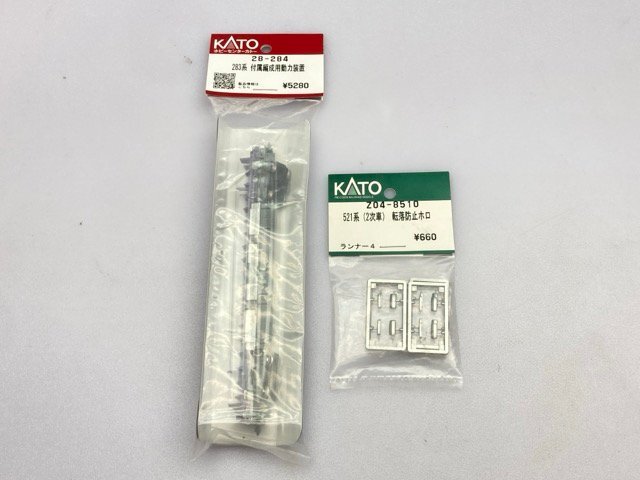 KATO
ホビーセンターカトー
28-284
283系 付属編成用動力装置
¥5280
KATO
Z04-8510
521系(2次車) 転落防止ホロ
¥660
ランナー4